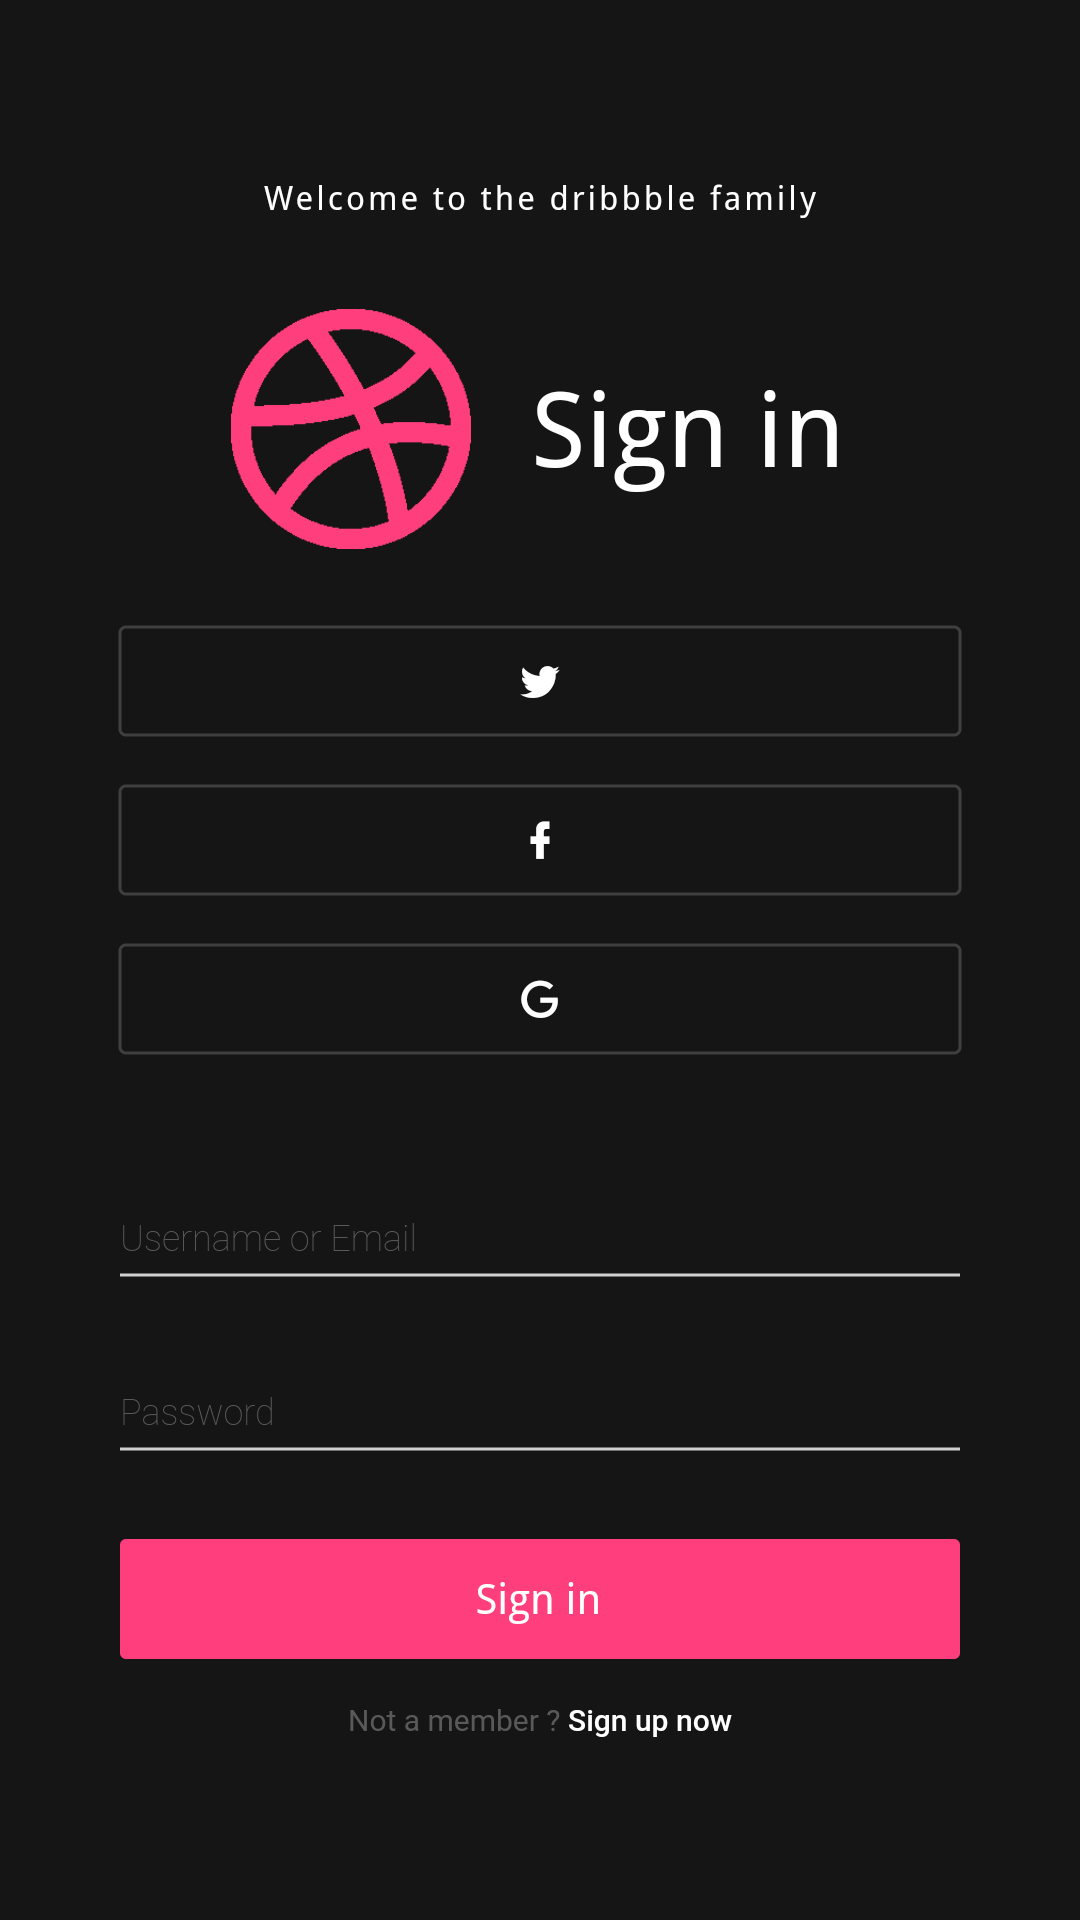 Welcome to the dribbble family
Sign in
Username or Email
Password
Sign in
Not a member ? Sign up now